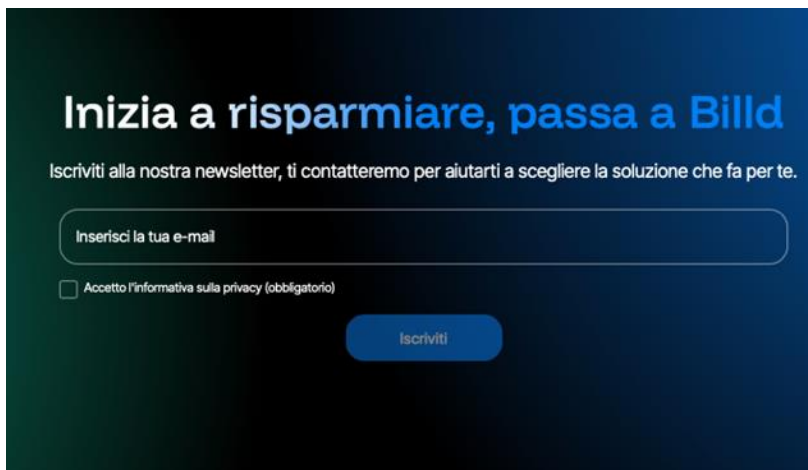 Inizia a risparmiare, passa a Billd
Iscriviti alla nostra newsletter, ti contatteremo per aiutarti a scegliere la soluzione che fa per te.
Inserisci la tua e-mail
Accetto l'informativa sulla privacy (obbligatorio)
Iscriviti